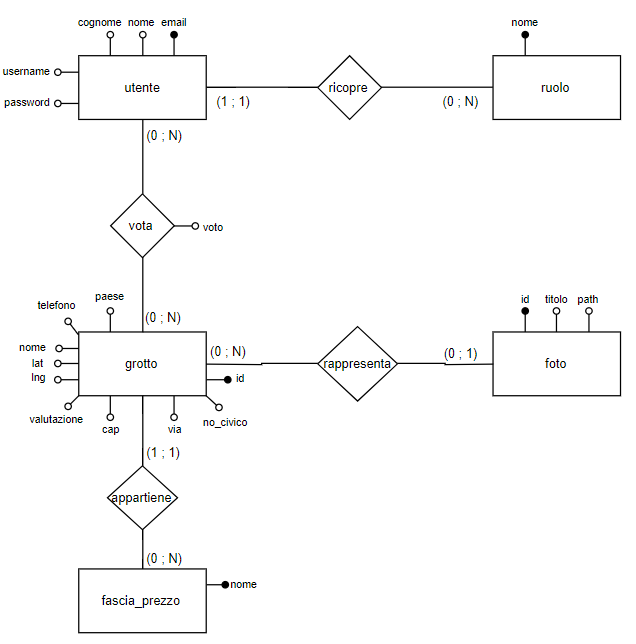 cognome nome email
nome
username
password
utente
ricopre
ruolo
(1 ; 1)
(0 ; N)
(0 ; N)
vota
voto
(0 ; N)
telefono
paese
id titolo path
nome
lat
lng
grotto
(0 ; N)
rappresenta
(0 ; 1)
foto
id
valutazione
cap
via
no_civico
(1 ; 1)
appartiene
(0 ; N)
fascia_prezzo
nome